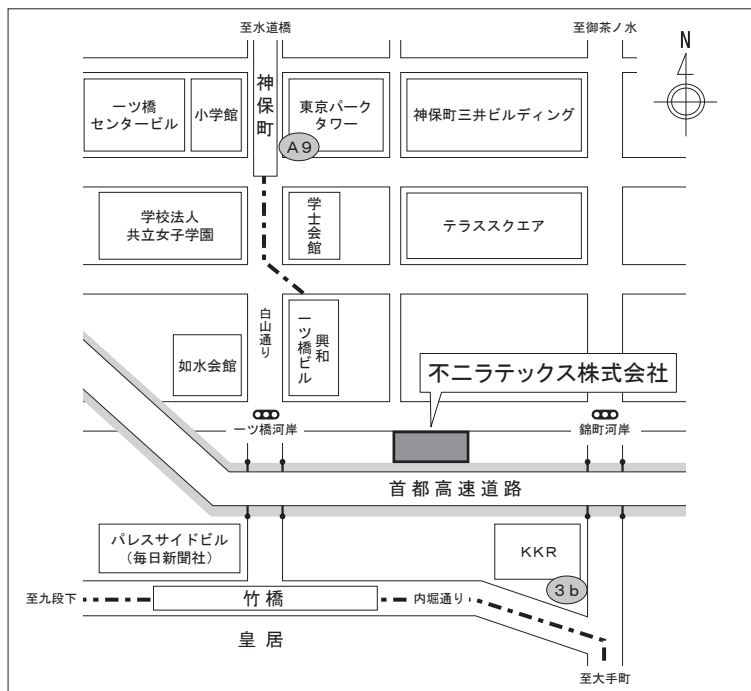 至水道橋
至御茶ノ水
N
一ツ橋
センタービル
小学館
神保町
東京パーク
タワー
神保町三井ビルディング
A9
学校法人
共立女子学園
学士会館
テラススクエア
白山通り
興和
一ツ橋ビル
如水会館
不二ラテックス株式会社
一ツ橋河岸
錦町河岸
首都高速道路
パレスサイドビル
（毎日新聞社）
KKR
3b
至九段下
竹橋
内堀通り
皇居
至大手町